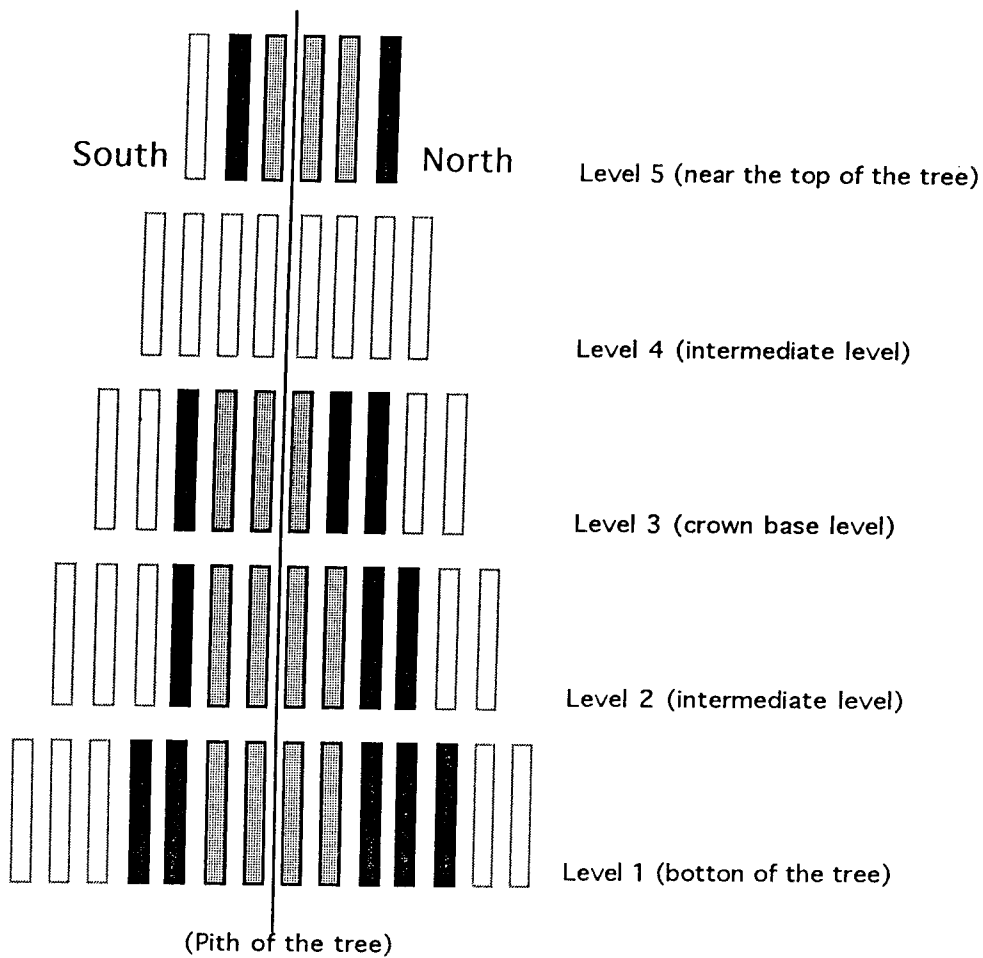 South
North
Level 5 (near the top of the tree)
Level 4 (intermediate level)
Level 3 (crown base level)
Level 2 (intermediate level)
Level 1 (botton of the tree)
(Pith of the tree)